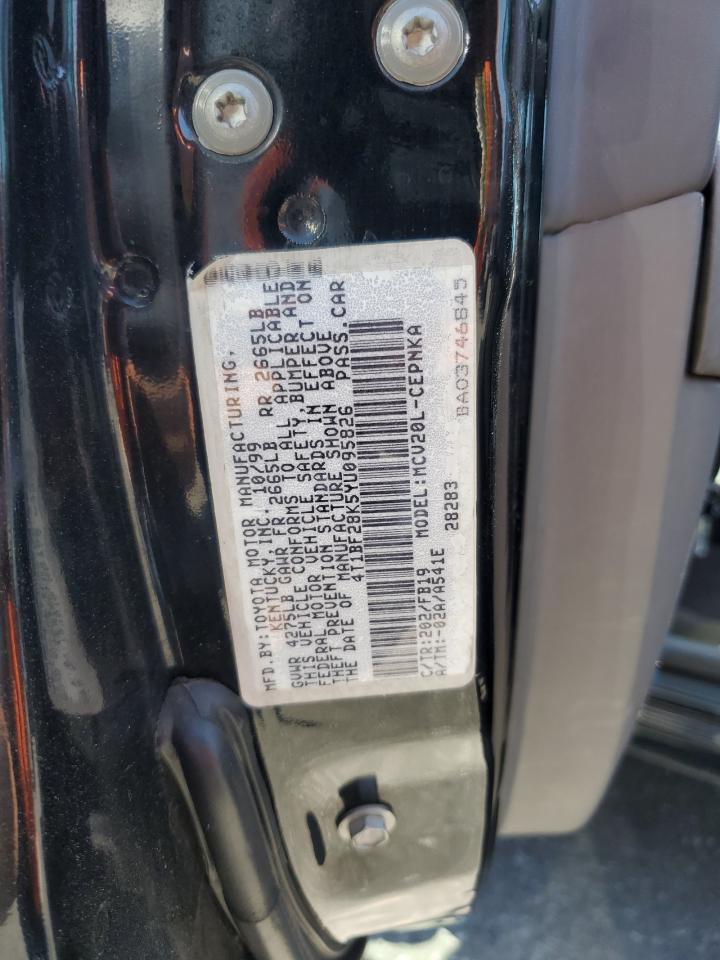 MFD.BY:TOYOTA MOTOR MANUFACTURING,
KENTUCKY,INC. 10/99
GVWR 4275LB GAWR FR 2665LB RR 2665LB
THIS VEHICLE CONFORMS TO ALL APPLICABLE
FEDERAL MOTOR VEHICLE SAFETY,BUMPER AND
THEFT PREVENTION STANDARDS IN EFFECT ON
THE DATE OF MANUFACTURE SHOWN ABOVE.
4T1BF28K5YU095826 PASS.CAR
C/TR:202/FB19 MODEL:MCV20L-CEPNKA
A/TM:-02A/A541E 28283
BA03746845